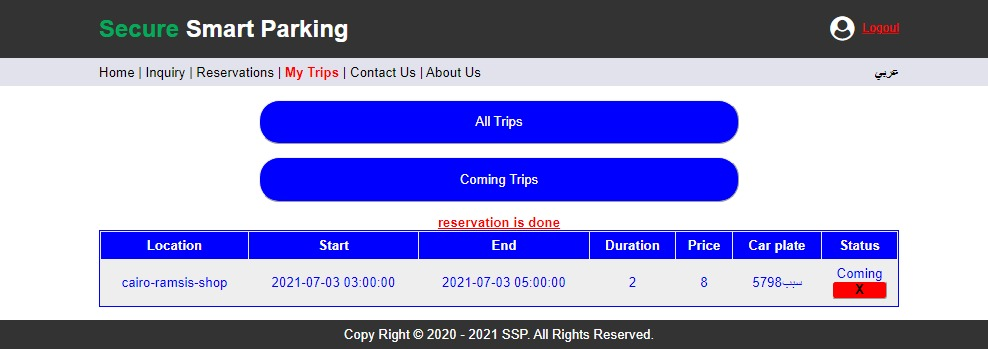 Secure Smart Parking
Logout
Home | Inquiry | Reservations | My Trips | Contact Us | About Us
عربي
All Trips
Coming Trips
reservation is done
Location Start End Duration Price Car plate Status
cairo-ramsis-shop 2021-07-03 03:00:00 2021-07-03 05:00:00 2 8 5798سبب Coming
X
Copy Right © 2020 - 2021 SSP. All Rights Reserved.